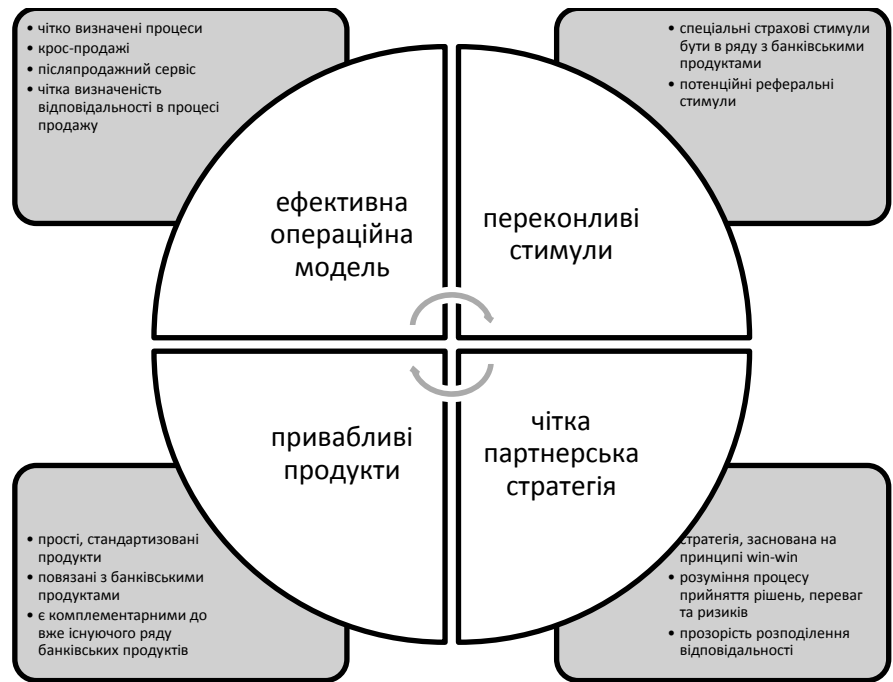 • чітко визначені процеси
• крос-продажі
• післяпродажний сервіс
• чітка визначеність
відповідальності в процесі
продажу
• спеціальні страхові стимули
бути в ряду з банківськими
продуктами
• потенційні реферальні
стимули
ефективна
операційна
модель
переконливі
стимули
привабливі
продукти
чітка
партнерська
стратегія
• прості, стандартизовані
продукти
• повязані з банківськими
продуктами
• є комплементарними до
вже існуючого ряду
банківських продуктів
стратегія, заснована на
принципі win-win
• розуміння процесу
прийняття рішень, переваг
та ризиків
• прозорість розподілення
відповідальності